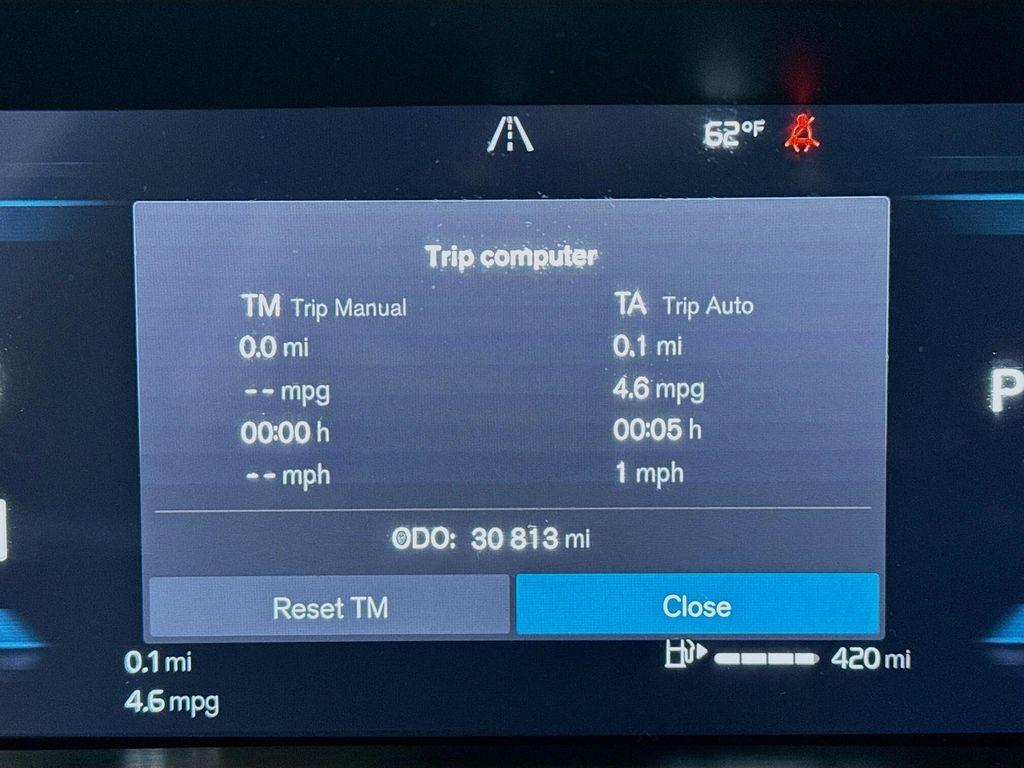 62°F
Trip computer
TM Trip Manual
0.0 mi
-- mpg
00:00 h
-- mph
TA Trip Auto
0.1 mi
4.6 mpg
00:05 h
1 mph
P
ODO: 30 813 mi
Reset TM
Close
0.1 mi
4.6 mpg
420 mi